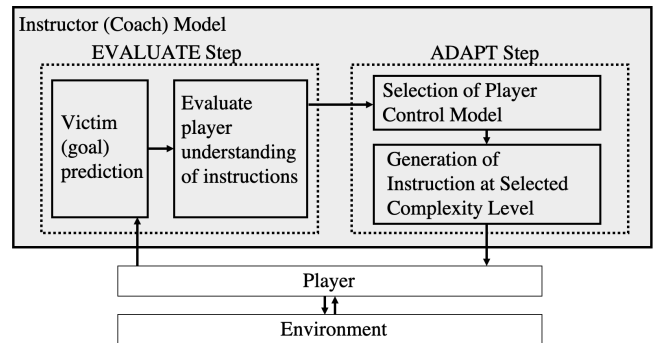 Instructor (Coach) Model
EVALUATE Step
ADAPT Step
Victim
(goal)
prediction
Evaluate
player
understanding
of instructions
Selection of Player
Control Model
Generation of
Instruction at Selected
Complexity Level
Player
Environment